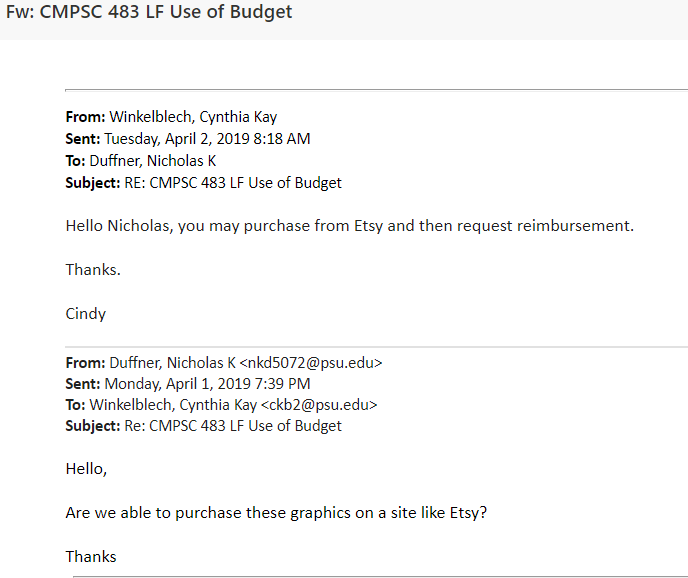 Fw: CMPSC 483 LF Use of Budget
From: Winkelblech, Cynthia Kay
Sent: Tuesday, April 2, 2019 8:18 AM
To: Duffner, Nicholas K
Subject: RE: CMPSC 483 LF Use of Budget
Hello Nicholas, you may purchase from Etsy and then request reimbursement.
Thanks.
Cindy
From: Duffner, Nicholas K <nkd5072@psu.edu>
Sent: Monday, April 1, 2019 7:39 PM
To: Winkelblech, Cynthia Kay <ckb2@psu.edu>
Subject: Re: CMPSC 483 LF Use of Budget
Hello,
Are we able to purchase these graphics on a site like Etsy?
Thanks